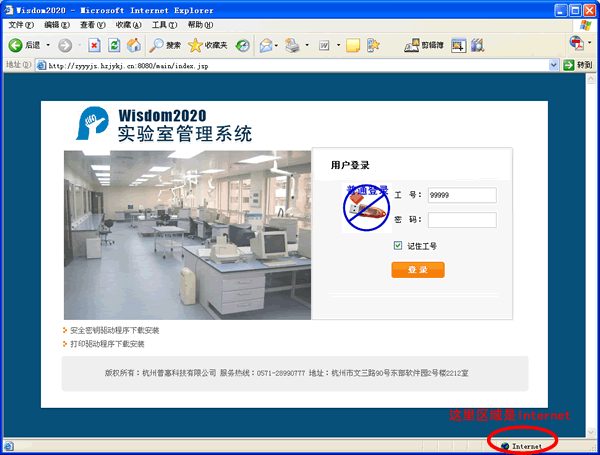 Wisdom2020 - Microsoft Internet Explorer
文件(F) 编辑(E) 查看(V) 收藏(A) 工具(T) 帮助(H)
后退 搜索 收藏夹 W 剪辑簿
地址(D) http://zyyyjs.hzjykj.cn:8080/main/index.jsp 转到
Wisdom2020
实验室管理系统
用户登录
普通登录
工 号: 99999
密 码:
记住工号
登 录
安全密钥驱动程序下载安装
打印驱动程序下载安装
版权所有:杭州普嘉科技有限公司 服务热线:0571-28990777 地址:杭州市文三路90号东部软件园2号楼2212室
这里区域是Internet
Internet